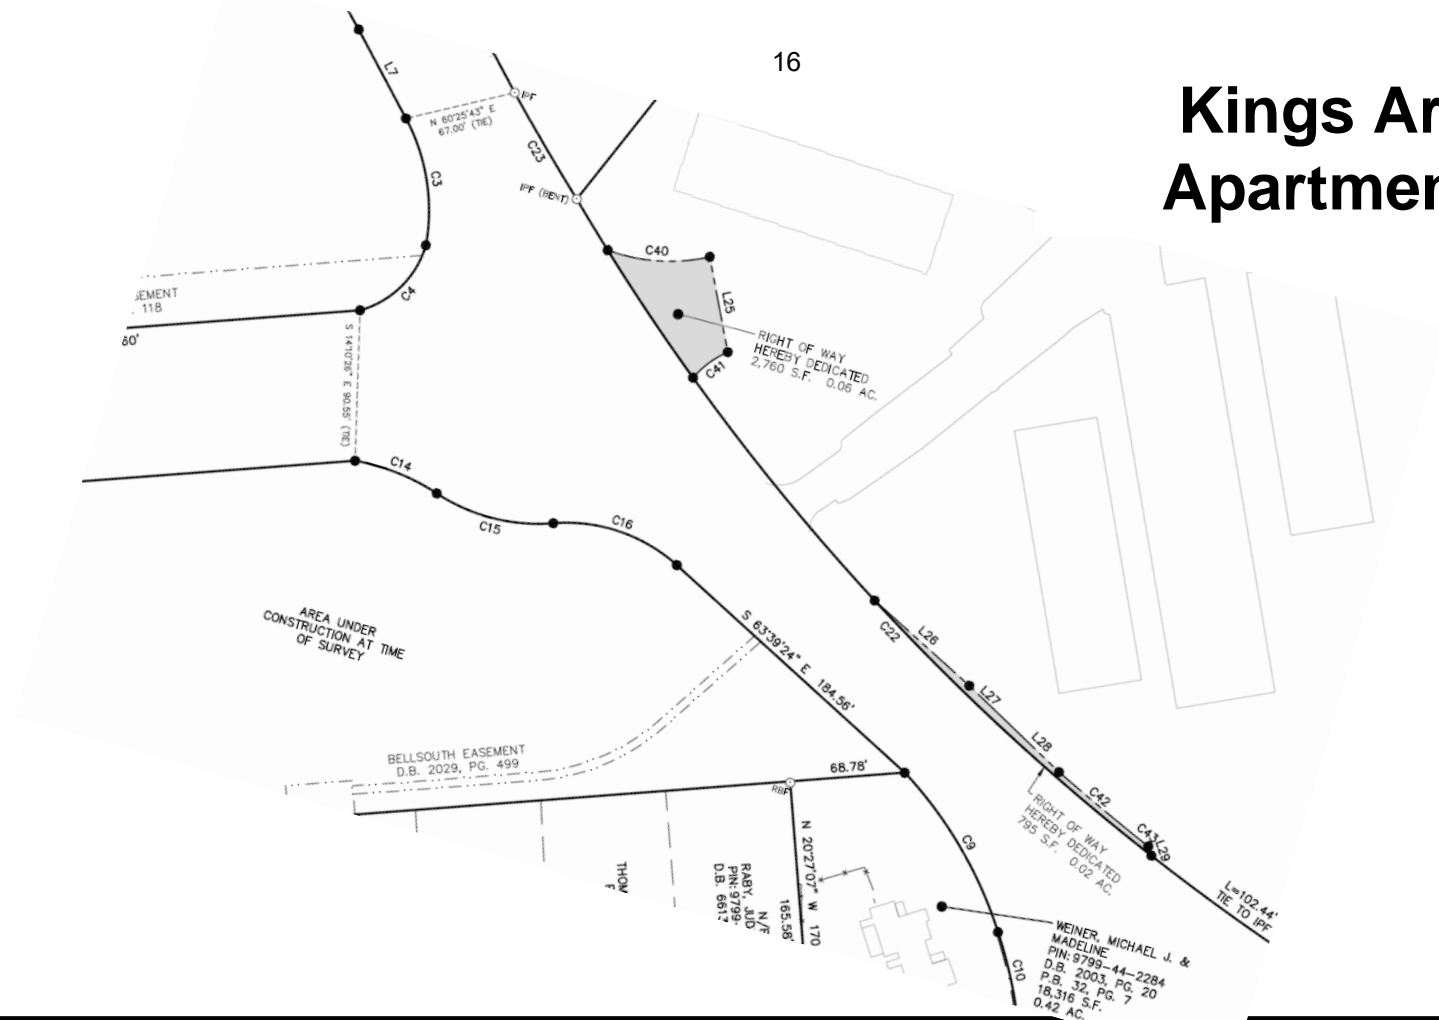 16
Kings Ar
Apartmer
L7
IPF
N 60°25'43" E
67.00' (TIE)
C23
C3
IPF (BENT)
C40
C4
L25
EMENT
. 118
60'
S 14°10'26" E 90.55' (TIE)
RIGHT OF WAY
HEREBY DEDICATED
2,760 S.F. 0.06 AC.
C41
C14
C15
C16
AREA UNDER
CONSTRUCTION AT TIME
OF SURVEY
S 63°39'24" E 184.56'
C22
L26
L27
L28
BELLSOUTH EASEMENT
D.B. 2029, PG. 499
68.78'
RBF
C42
C43
L29
RIGHT OF WAY
HEREBY DEDICATED
795 S.F. 0.02 AC.
C9
N 20°27'07" W 170
165.58'
THOM
N/F
RABY, JUD
PIN: 9799-
D.B. 661
L=102.44'
TIE TO IPF
WEINER, MICHAEL J. &
MADELINE
PIN: 9799-44-2284
D.B. 2003, PG. 20
P.B. 32, PG. 7
18,316 S.F.
0.42 AC.
C10